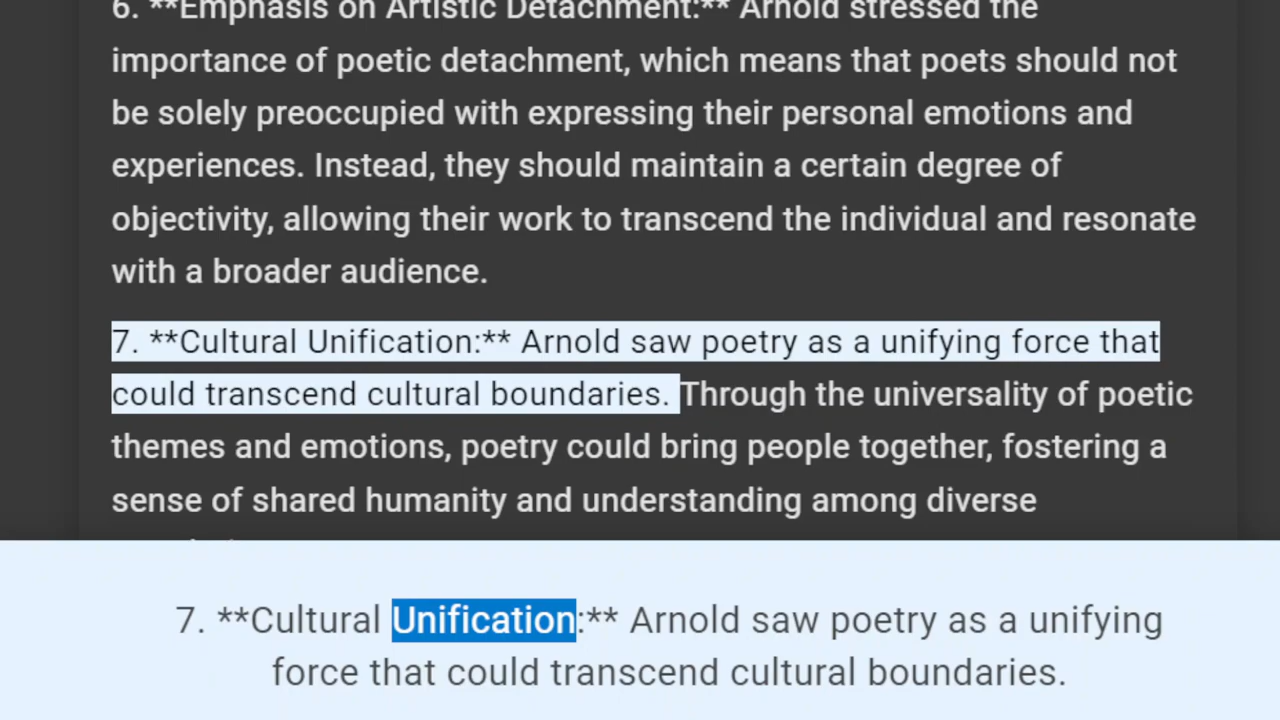 6. **Emphasis on Artistic Detachment:** Arnold stressed the
importance of poetic detachment, which means that poets should not
be solely preoccupied with expressing their personal emotions and
experiences. Instead, they should maintain a certain degree of
objectivity, allowing their work to transcend the individual and resonate
with a broader audience.
7. **Cultural Unification:** Arnold saw poetry as a unifying force that
could transcend cultural boundaries. Through the universality of poetic
themes and emotions, poetry could bring people together, fostering a
sense of shared humanity and understanding among diverse
7. **Cultural Unification:** Arnold saw poetry as a unifying
force that could transcend cultural boundaries.